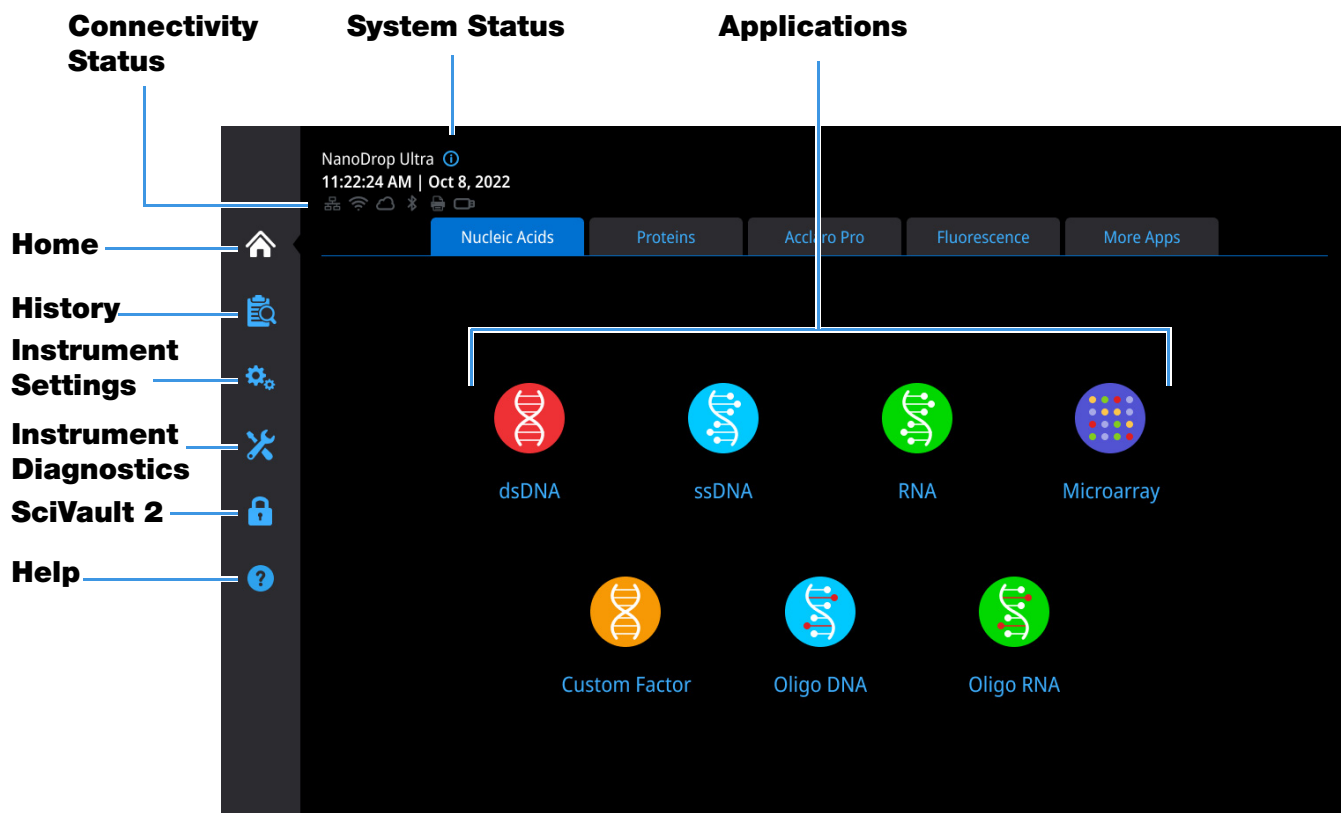 Connectivity
Status
System Status
Applications
NanoDrop Ultra
11:22:24 AM | Oct 8, 2022
Home
Nucleic Acids
Proteins
Acclaro Pro
Fluorescence
More Apps
History
Instrument
Settings
Instrument
Diagnostics
SciVault 2
Help
dsDNA
ssDNA
RNA
Microarray
Custom Factor
Oligo DNA
Oligo RNA